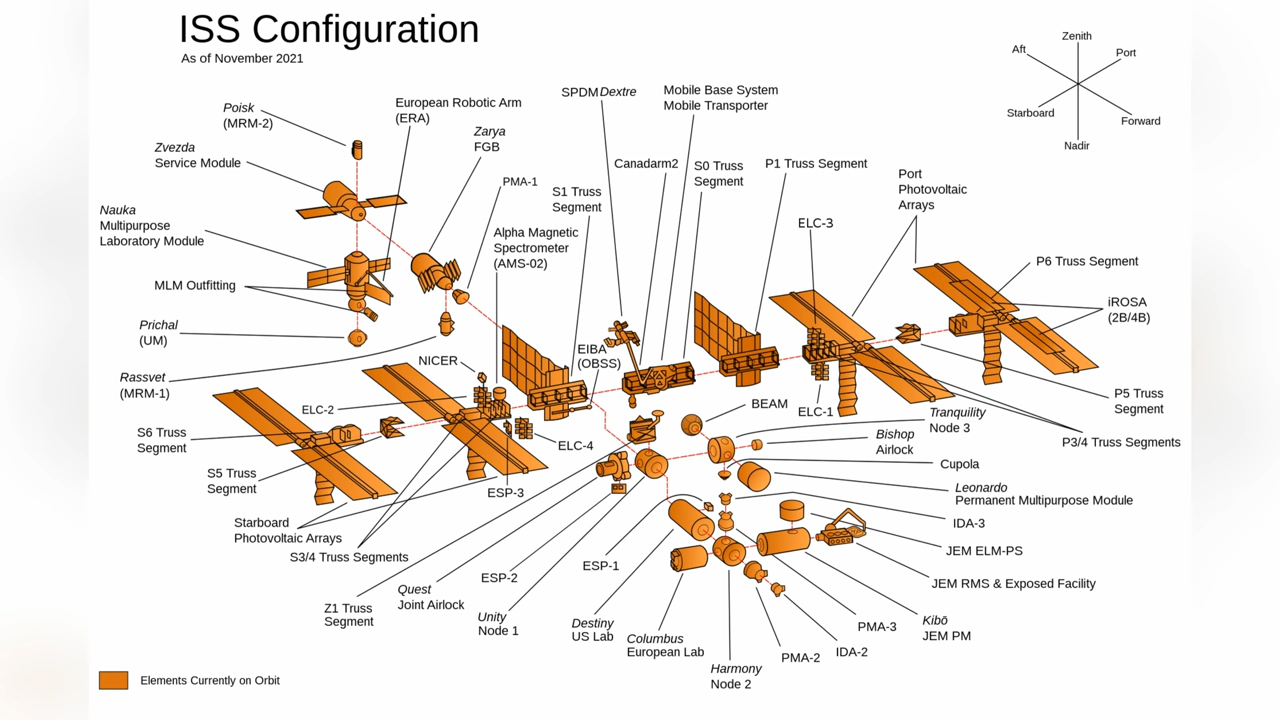 ISS Configuration
As of November 2021
Zenith
Aft
Port
Starboard
Forward
Nadir
Poisk
(MRM-2)
European Robotic Arm
(ERA)
SPDM Dextre
Mobile Base System
Mobile Transporter
Zvezda
Service Module
Zarya
FGB
PMA-1
S1 Truss
Segment
Canadarm2
S0 Truss
Segment
P1 Truss Segment
Port
Photovoltaic
Arrays
Nauka
Multipurpose
Laboratory Module
Alpha Magnetic
Spectrometer
(AMS-02)
ELC-3
P6 Truss Segment
MLM Outfitting
iROSA
(2B/4B)
Prichal
(UM)
NICER
EIBA
(OBSS)
Rassvet
(MRM-1)
ELC-2
BEAM
ELC-1
P5 Truss
Segment
Tranquility
Node 3
S6 Truss
Segment
ELC-4
Bishop
Airlock
P3/4 Truss Segments
Cupola
S5 Truss
Segment
ESP-3
Leonardo
Permanent Multipurpose Module
Starboard
Photovoltaic Arrays
IDA-3
S3/4 Truss Segments
JEM ELM-PS
ESP-2
ESP-1
JEM RMS & Exposed Facility
Quest
Joint Airlock
Z1 Truss
Segment
Unity
Node 1
Destiny
US Lab
Columbus
European Lab
PMA-3
Kibō
JEM PM
IDA-2
PMA-2
Harmony
Node 2
Elements Currently on Orbit